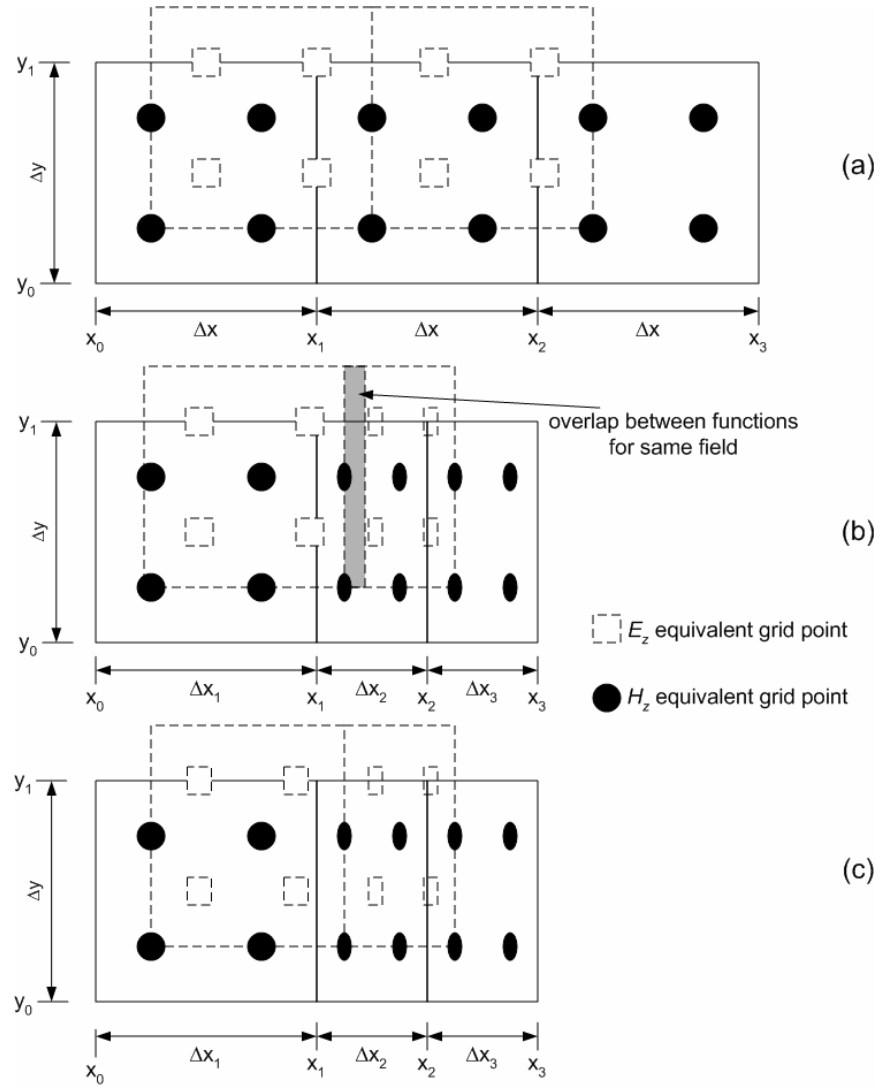 y₁
Δy
(a)
y₀
Δx Δx Δx
x₀ x₁ x₂ x₃
y₁
overlap between functions
for same field
Δy
(b)
E_z equivalent grid point
y₀
Δx₁ Δx₂ Δx₃
H_z equivalent grid point
x₀ x₁ x₂ x₃
y₁
Δy
(c)
y₀
Δx₁ Δx₂ Δx₃
x₀ x₁ x₂ x₃